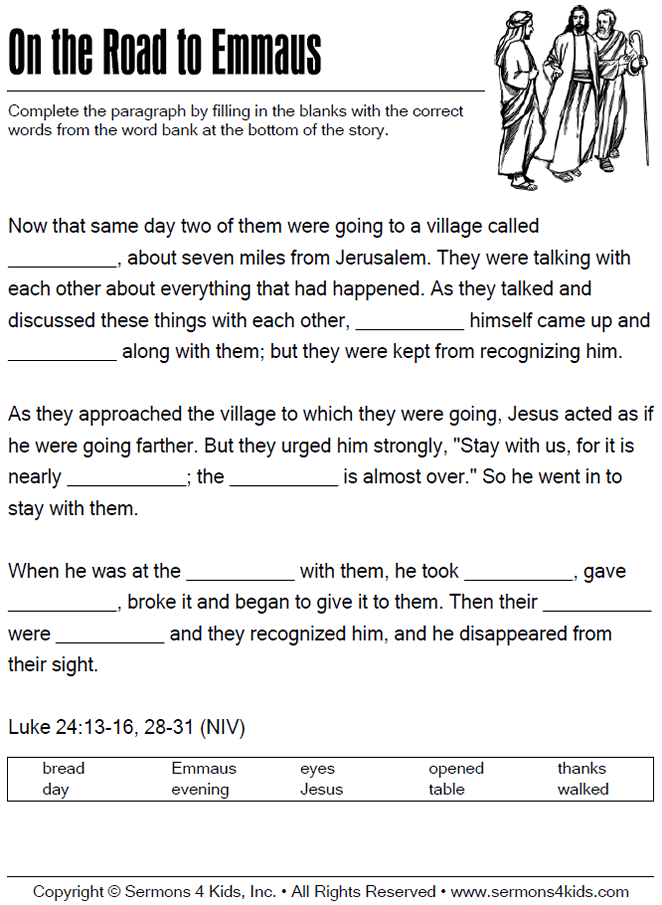 On the Road to Emmaus
Complete the paragraph by filling in the blanks with the correct
words from the word bank at the bottom of the story.
Now that same day two of them were going to a village called
__________, about seven miles from Jerusalem. They were talking with
each other about everything that had happened. As they talked and
discussed these things with each other, __________ himself came up and
__________ along with them; but they were kept from recognizing him.
As they approached the village to which they were going, Jesus acted as if
he were going farther. But they urged him strongly, "Stay with us, for it is
nearly ___________; the __________ is almost over." So he went in to
stay with them.
When he was at the __________ with them, he took __________, gave
__________, broke it and began to give it to them. Then their __________
were __________ and they recognized him, and he disappeared from
their sight.
Luke 24:13-16, 28-31 (NIV)
bread Emmaus eyes opened thanks
day evening Jesus table walked
Copyright © Sermons 4 Kids, Inc. • All Rights Reserved • www.sermons4kids.com